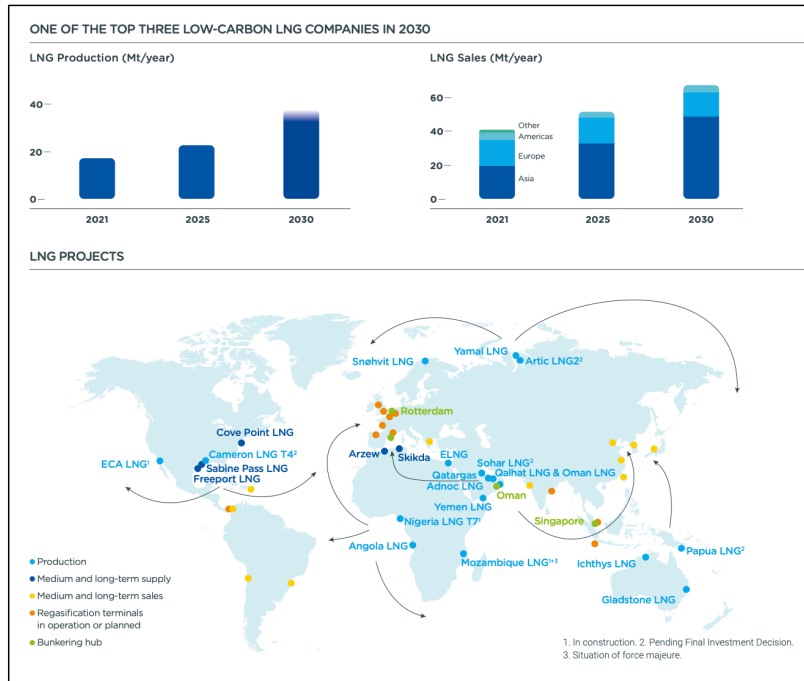 ONE OF THE TOP THREE LOW-CARBON LNG COMPANIES IN 2030
LNG Production (Mt/year)
40
20
0
2021
2025
2030
LNG Sales (Mt/year)
60
40
20
0
Other
Americas
Europe
Asia
2021
2025
2030
LNG PROJECTS
Yamal LNG
Snøhvit LNG
Artic LNG2²
Rotterdam
Cove Point LNG
Cameron LNG T4²
ECA LNG¹
Sabine Pass LNG
Freeport LNG
Arzew
Skikda
ELNG
Sohar LNG²
Qatargas
Qalhat LNG & Oman LNG
Adnoc LNG
Oman
Yemen LNG
Nigeria LNG T7¹
Singapore
Angola LNG
Mozambique LNG¹⁺³
Ichthys LNG
Papua LNG²
Gladstone LNG
Production
Medium and long-term supply
Medium and long-term sales
Regasification terminals
in operation or planned
Bunkering hub
1. In construction. 2. Pending Final Investment Decision.
3. Situation of force majeure.